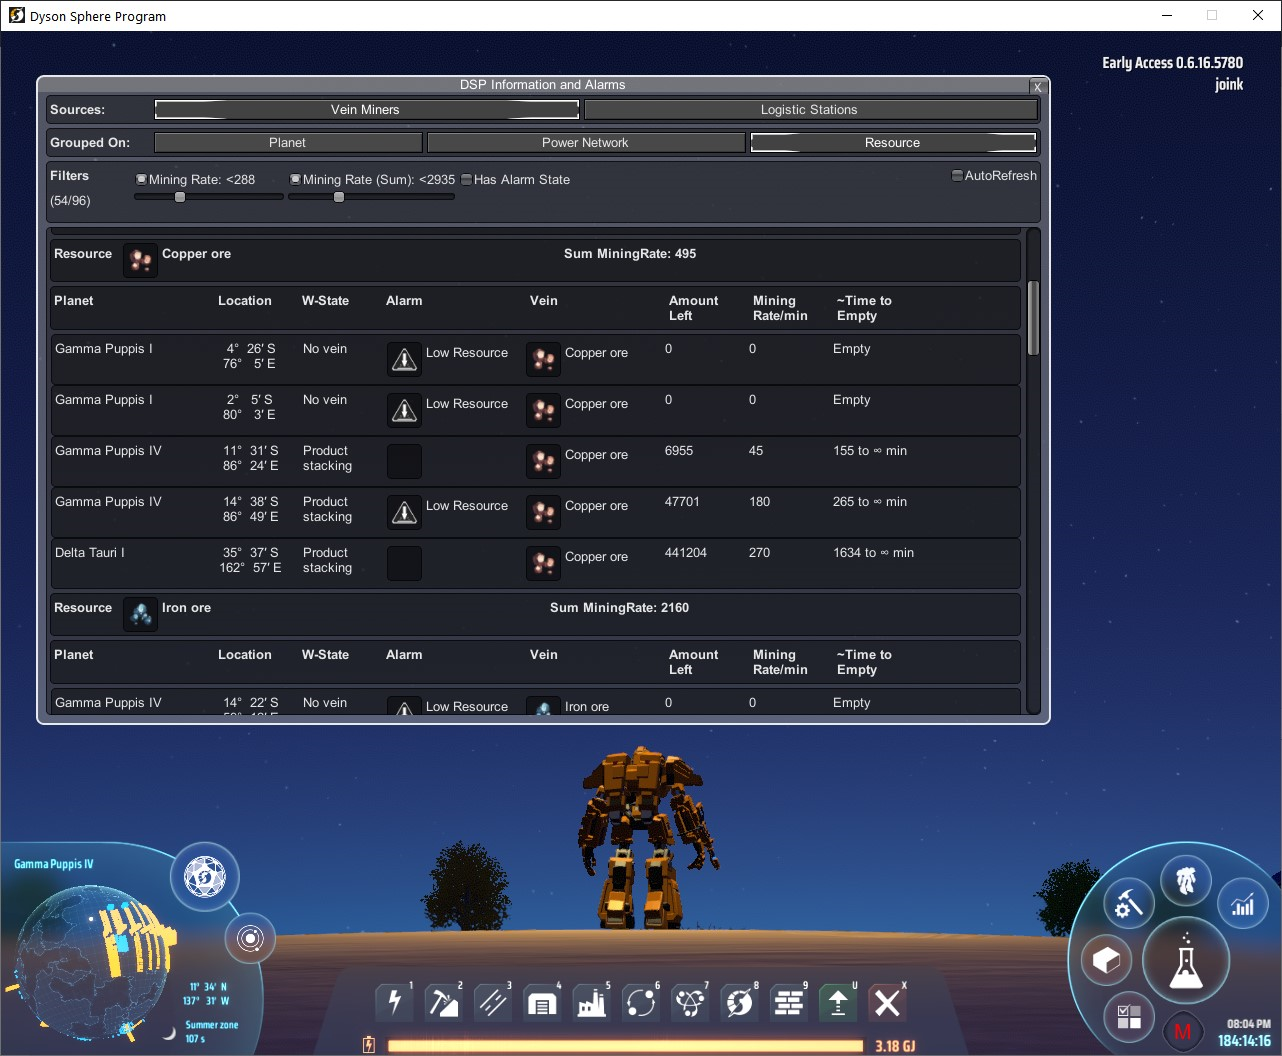 Dyson Sphere Program
Early Access 0.6.16.5780
joink
DSP Information and Alarms
X
Sources: Vein Miners Logistic Stations
Grouped On: Planet Power Network Resource
Filters Mining Rate: <288 Mining Rate (Sum): <2935 Has Alarm State AutoRefresh
(54/96)
Resource Copper ore Sum MiningRate: 495
Planet Location W-State Alarm Vein Amount Mining ~Time to
Left Rate/min Empty
Gamma Puppis I 4° 26′ S No vein Low Resource Copper ore 0 0 Empty
76° 5′ E
Gamma Puppis I 2° 5′ S No vein Low Resource Copper ore 0 0 Empty
80° 3′ E
Gamma Puppis IV 11° 31′ S Product Copper ore 6955 45 155 to ∞ min
86° 24′ E stacking
Gamma Puppis IV 14° 38′ S Product Low Resource Copper ore 47701 180 265 to ∞ min
86° 49′ E stacking
Delta Tauri I 35° 37′ S Product Copper ore 441204 270 1634 to ∞ min
162° 57′ E stacking
Resource Iron ore Sum MiningRate: 2160
Planet Location W-State Alarm Vein Amount Mining ~Time to
Left Rate/min Empty
Gamma Puppis IV 14° 22′ S No vein Low Resource Iron ore 0 0 Empty
Gamma Puppis IV
11° 34′ N
137° 31′ W
Summer zone
107 s
1 2 3 4 5 6 7 8 9 U X
3.18 GJ
M
08:04 PM
184:14:16